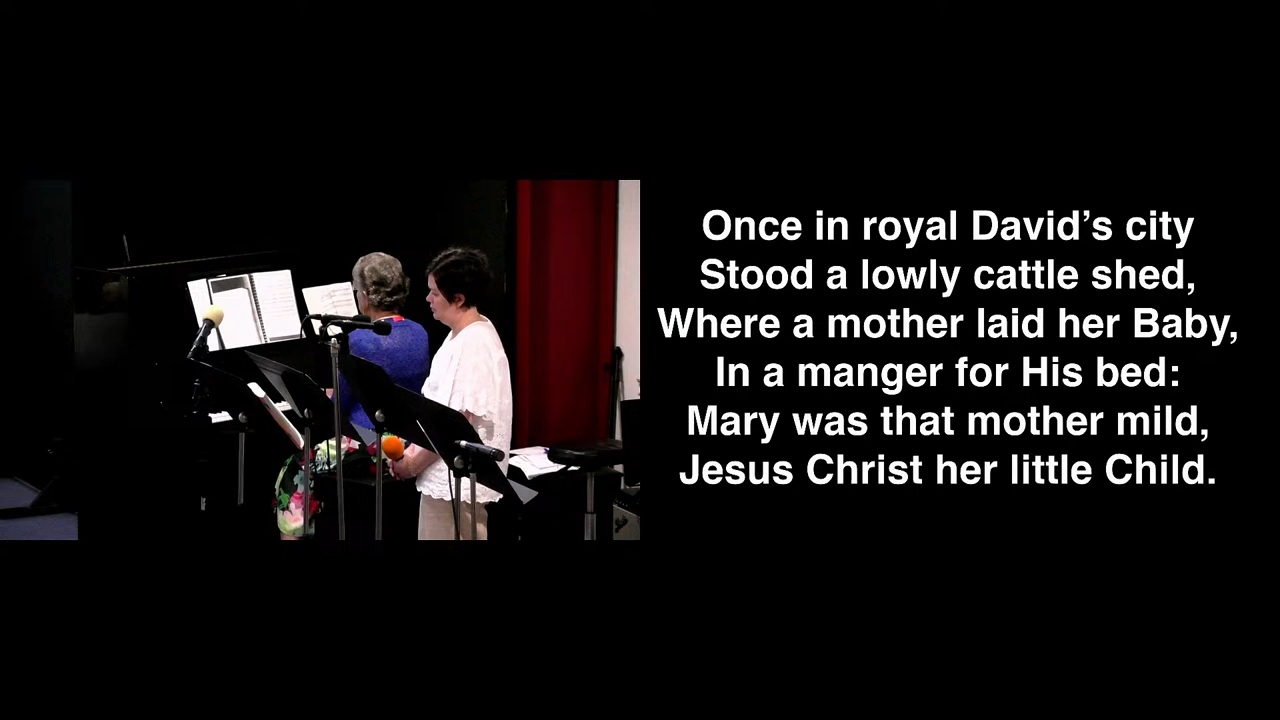 Once in royal David’s city
Stood a lowly cattle shed,
Where a mother laid her Baby,
In a manger for His bed:
Mary was that mother mild,
Jesus Christ her little Child.